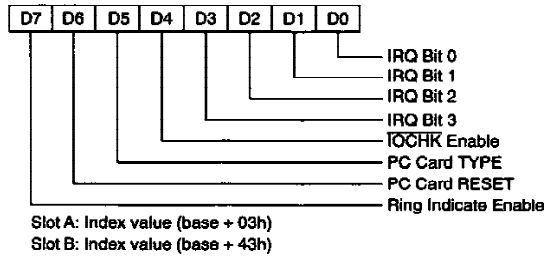 D7 D6 D5 D4 D3 D2 D1 D0
IRQ Bit 0
IRQ Bit 1
IRQ Bit 2
IRQ Bit 3
IOCHK Enable
PC Card TYPE
PC Card RESET
Ring Indicate Enable
Slot A: Index value (base + 03h)
Slot B: Index value (base + 43h)